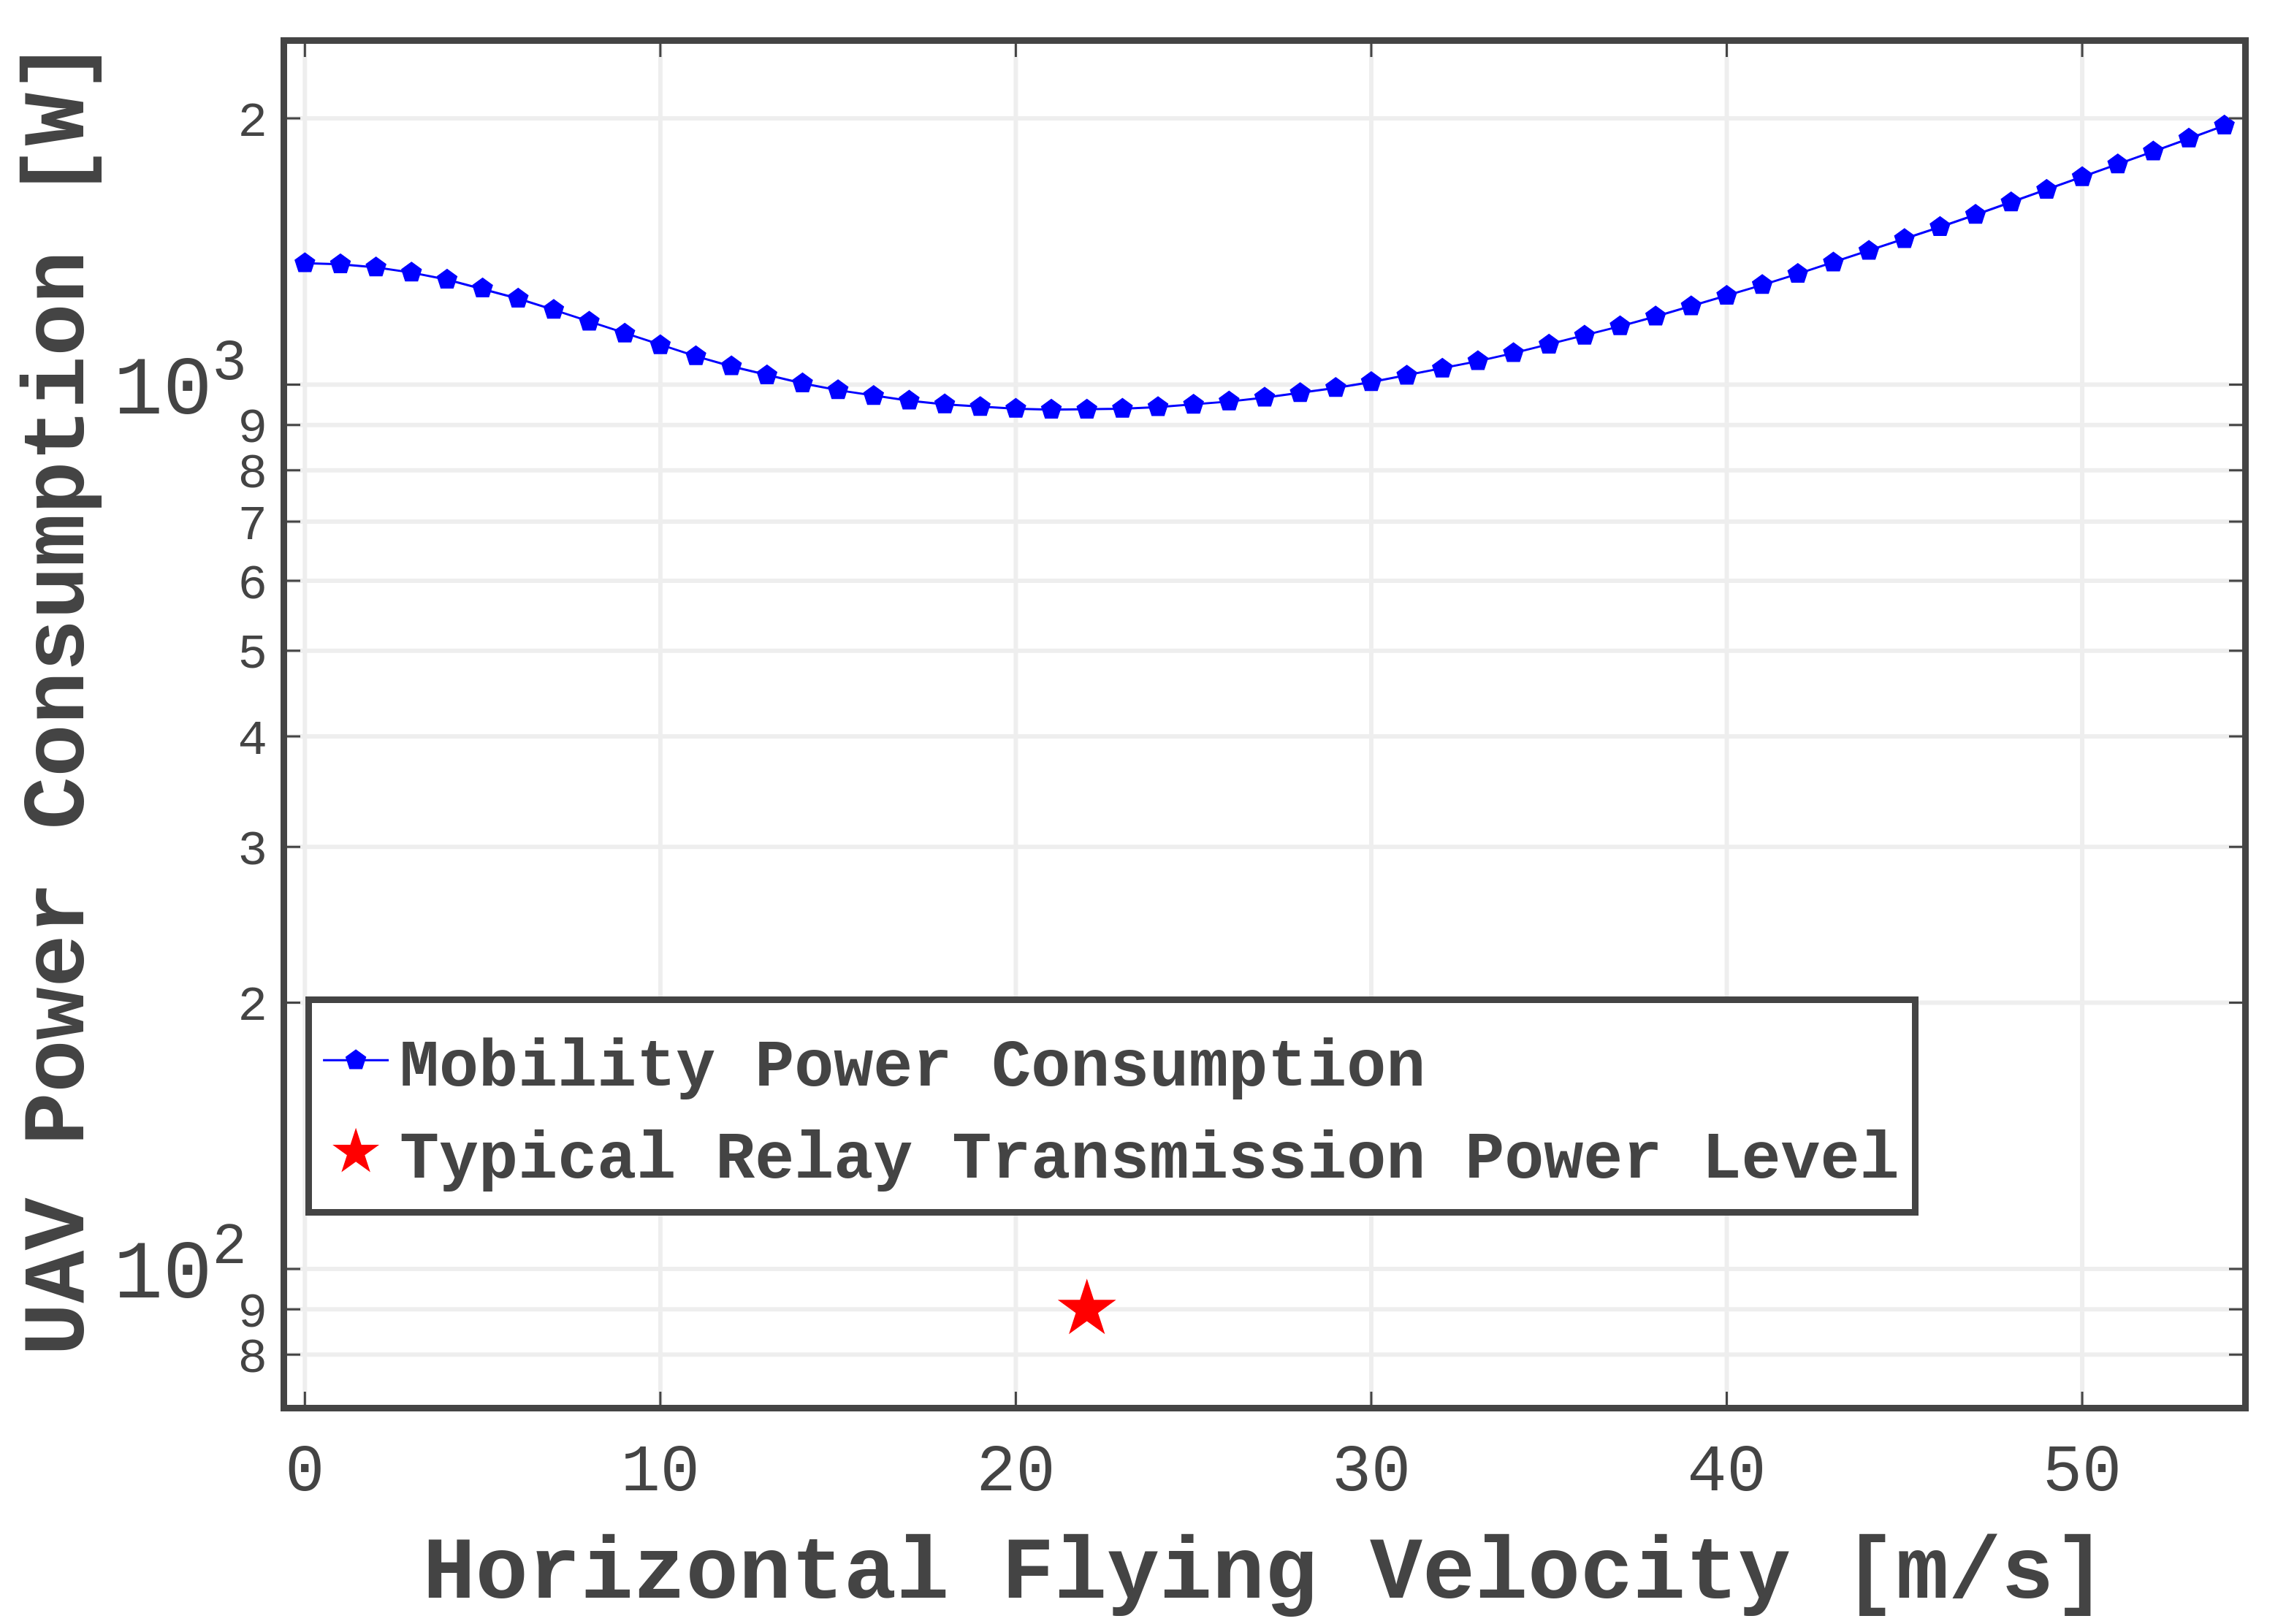 UAV Power Consumption [W]
2
10³
9
8
7
6
5
4
3
2
10²
9
8
Mobility Power Consumption
Typical Relay Transmission Power Level
0 10 20 30 40 50
Horizontal Flying Velocity [m/s]